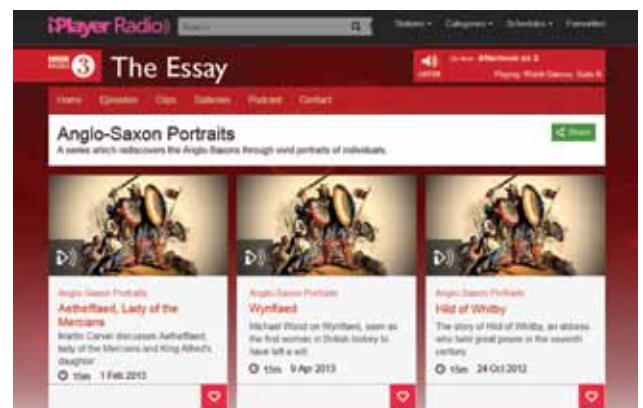 iPlayer Radio
Search
Stations
Categories
Schedules
Favourites
BBC RADIO 3
The Essay
LISTEN
On Now: Afternoon on 3
Playing:
Home Episodes Clips Galleries Podcast Contact
Anglo-Saxon Portraits
A series which rediscovers the Anglo-Saxons through vivid portraits of individuals.
Share
Anglo-Saxon Portraits
Aethelflaed, Lady of the
Mercians
Martin Carver discusses Aethelflaed,
lady of the Mercians and King Alfred's
daughter
15m 1 Feb 2013
Anglo-Saxon Portraits
Wynflaed
Michael Wood on Wynflaed, seen as
the first woman in British history to
have left a will.
15m 9 Apr 2013
Anglo-Saxon Portraits
Hild of Whitby
The story of Hild of Whitby, an abbess
who held great power in the seventh
century.
15m 24 Oct 2012